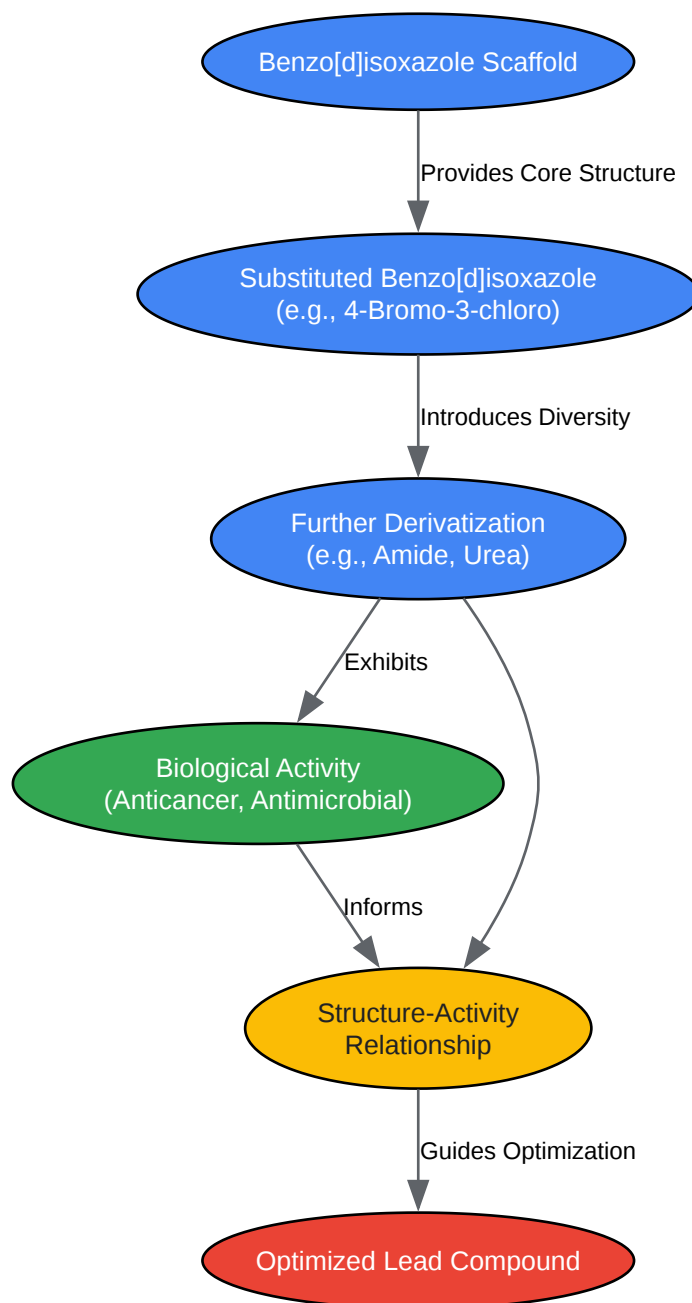 Benzo[d]isoxazole Scaffold
Provides Core Structure
Substituted Benzo[d]isoxazole
(e.g., 4-Bromo-3-chloro)
Introduces Diversity
Further Derivatization
(e.g., Amide, Urea)
Exhibits
Biological Activity
(Anticancer, Antimicrobial)
Informs
Structure-Activity
Relationship
Guides Optimization
Optimized Lead Compound